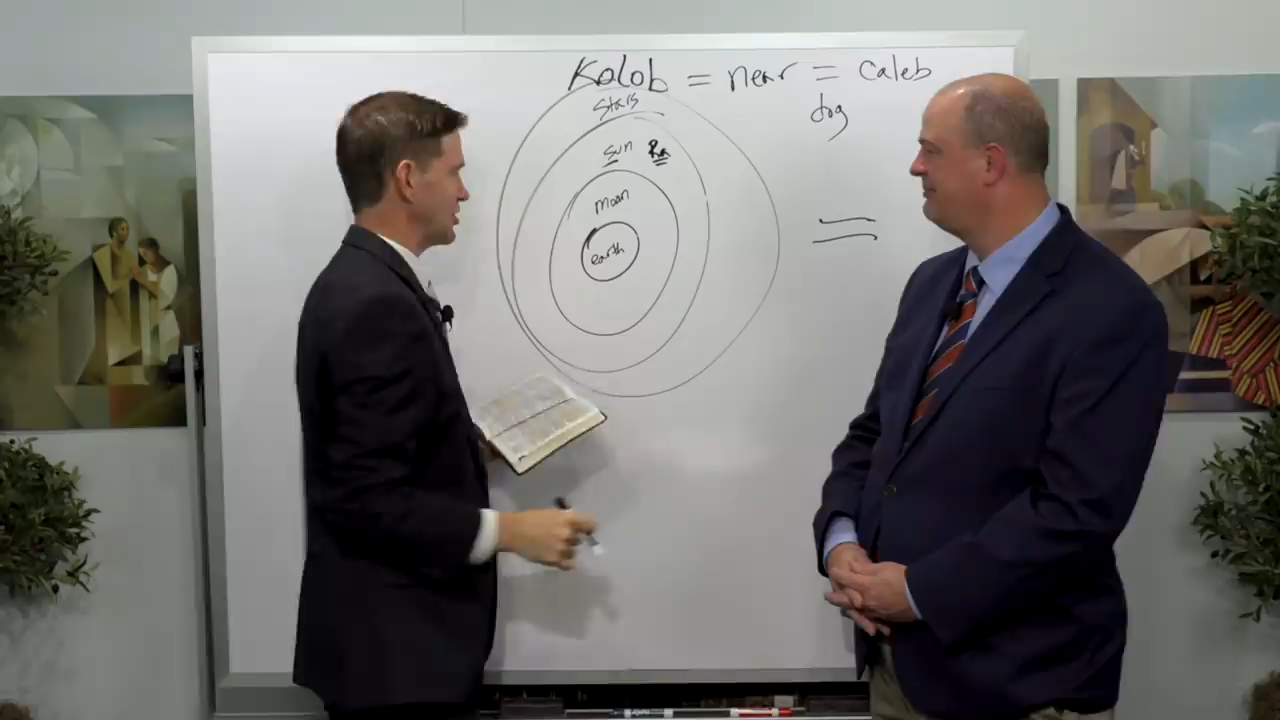 Kolob = near = caleb
dog
stars
sun Ra
moon
earth
=